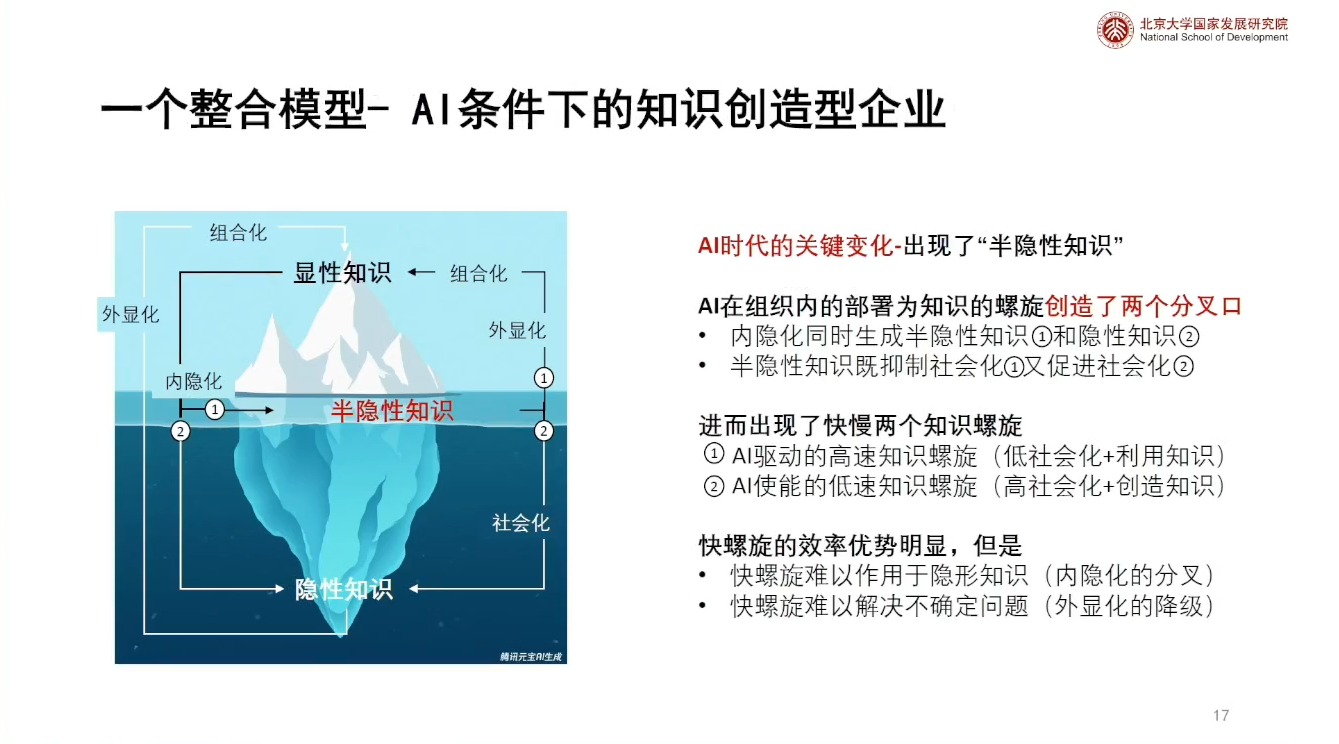 北京大学国家发展研究院
National School of Development
一个整合模型- AI条件下的知识创造型企业
组合化
显性知识
组合化
外显化
外显化
①
内隐化
①
半隐性知识
②
②
社会化
隐性知识
腾讯元宝AI生成
AI时代的关键变化-出现了“半隐性知识”
AI在组织内的部署为知识的螺旋创造了两个分叉口
• 内隐化同时生成半隐性知识①和隐性知识②
• 半隐性知识既抑制社会化①又促进社会化②
进而出现了快慢两个知识螺旋
① AI驱动的高速知识螺旋（低社会化+利用知识）
② AI使能的低速知识螺旋（高社会化+创造知识）
快螺旋的效率优势明显，但是
• 快螺旋难以作用于隐形知识（内隐化的分叉）
• 快螺旋难以解决不确定问题（外显化的降级）
17